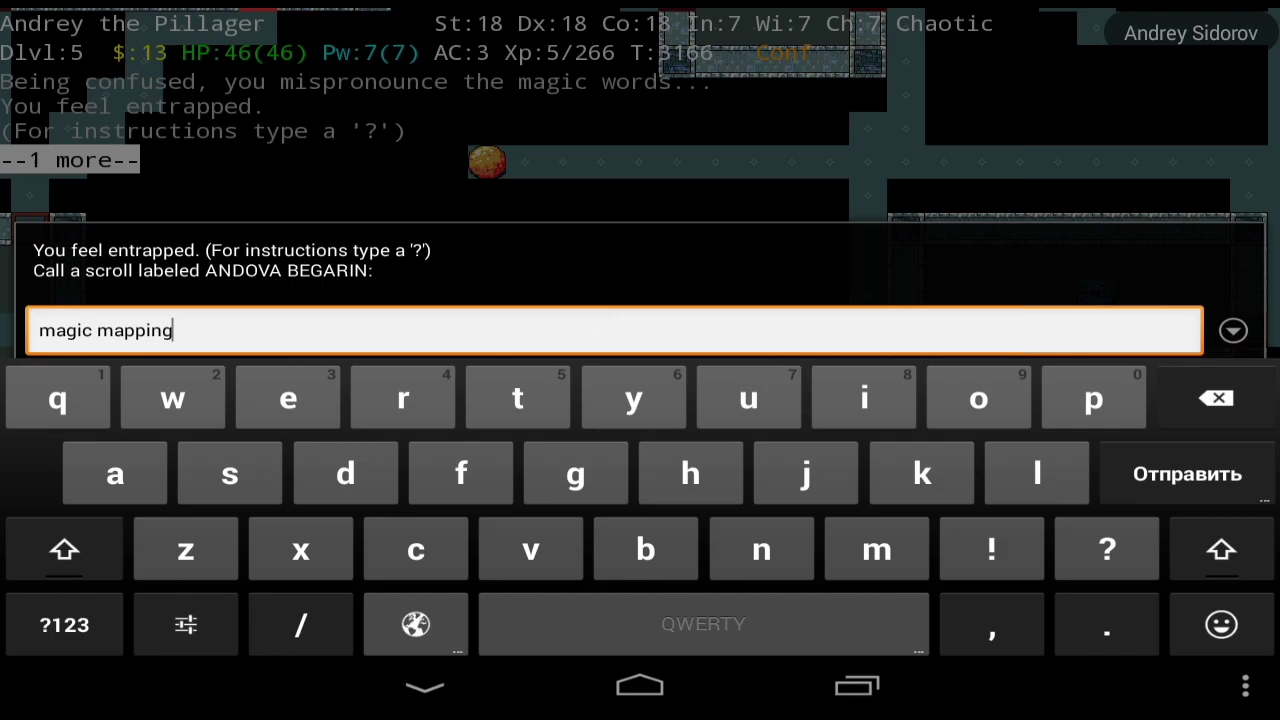 Andrey the Pillager St:18 Dx:18 Co:18 In:7 Wi:7 Ch:7 Chaotic
Andrey Sidorov
Dlvl:5 $:13 HP:46(46) Pw:7(7) AC:3 Xp:5/266 T:3166 Conf
Being confused, you mispronounce the magic words...
You feel entrapped.
(For instructions type a '?')
--1 more--
You feel entrapped. (For instructions type a '?')
Call a scroll labeled ANDOVA BEGARIN:
magic mapping
1 2 3 4 5 6 7 8 9 0
q w e r t y u i o p
a s d f g h j k l Отправить
z x c v b n m ! ?
?123 / QWERTY , .